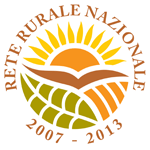 RETE RURALE NAZIONALE
2007 - 2013